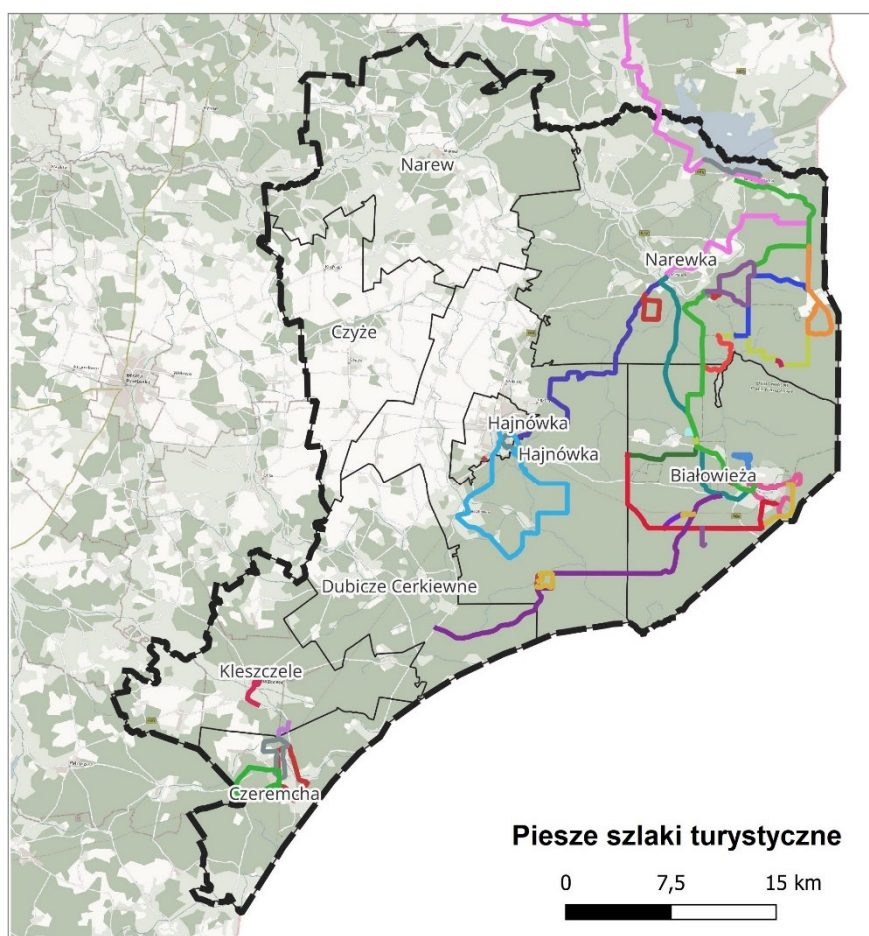 Narew
Narewka
Czyże
Hajnówka
Hajnówka
Białowieża
Dubicze Cerkiewne
Kleszczele
Czeremcha
Piesze szlaki turystyczne
0 7,5 15 km